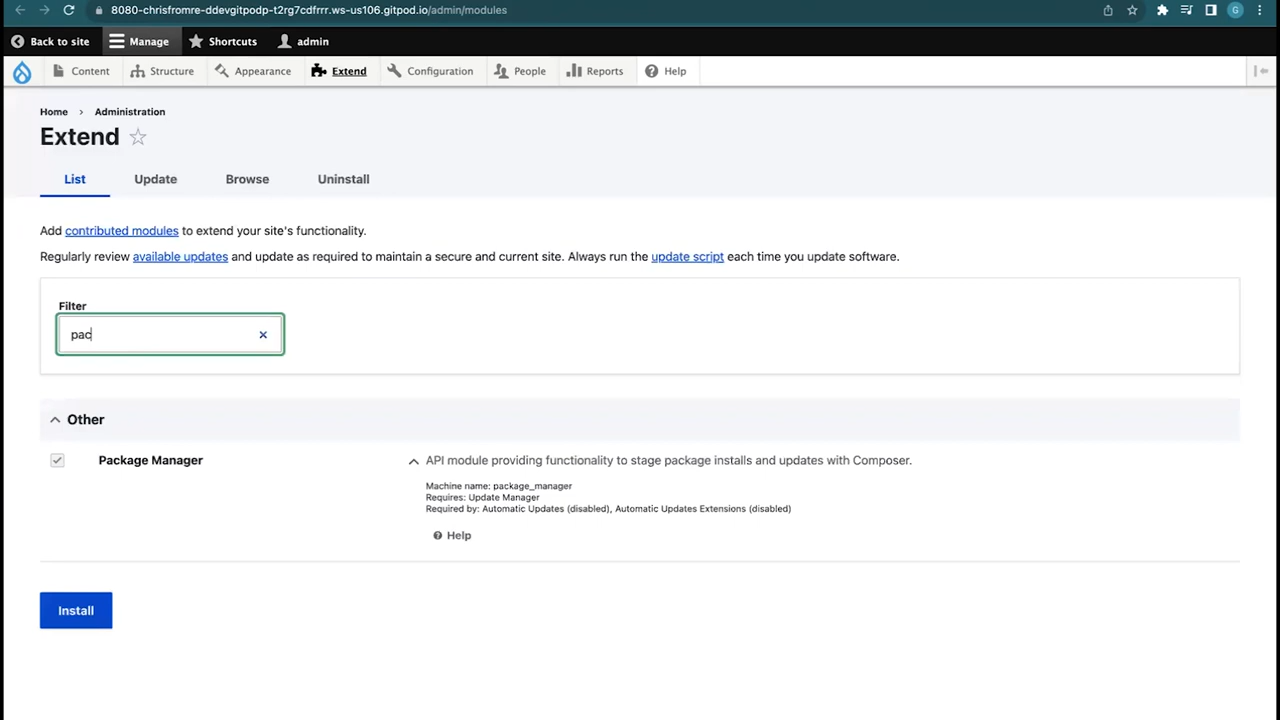 8080-chrisfromre-ddevgitpodp-t2rg7cdfrrr.ws-us106.gitpod.io/admin/modules
G
Back to site Manage Shortcuts admin
Content Structure Appearance Extend Configuration People Reports Help
Home › Administration
Extend
List Update Browse Uninstall
Add contributed modules to extend your site's functionality.
Regularly review available updates and update as required to maintain a secure and current site. Always run the update script each time you update software.
Filter
pac
Other
Package Manager API module providing functionality to stage package installs and updates with Composer.
Machine name: package_manager
Requires: Update Manager
Required by: Automatic Updates (disabled), Automatic Updates Extensions (disabled)
Help
Install